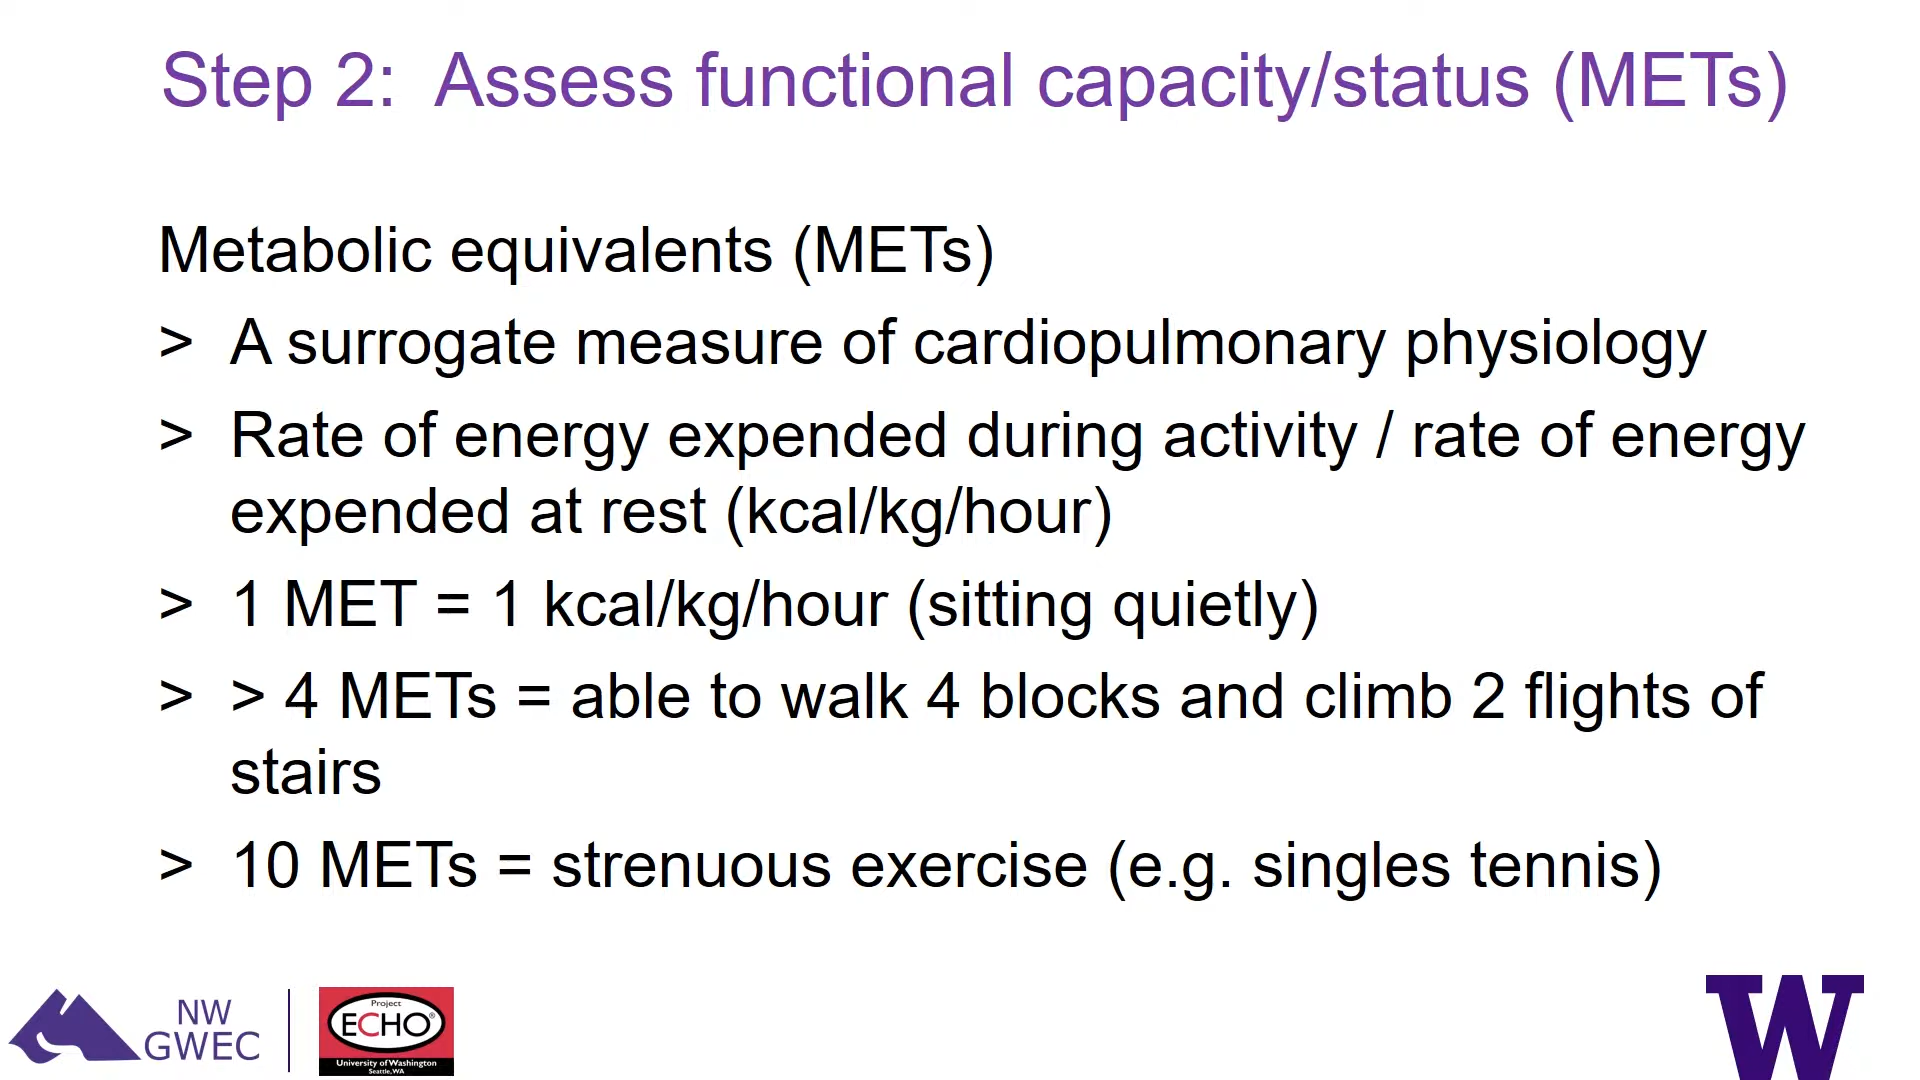 Step 2:  Assess functional capacity/status (METs)
Metabolic equivalents (METs)
> A surrogate measure of cardiopulmonary physiology
> Rate of energy expended during activity / rate of energy
expended at rest (kcal/kg/hour)
> 1 MET = 1 kcal/kg/hour (sitting quietly)
> > 4 METs = able to walk 4 blocks and climb 2 flights of
stairs
> 10 METs = strenuous exercise (e.g. singles tennis)
NW
GWEC
Project
ECHO®
University of Washington
Seattle, WA
W